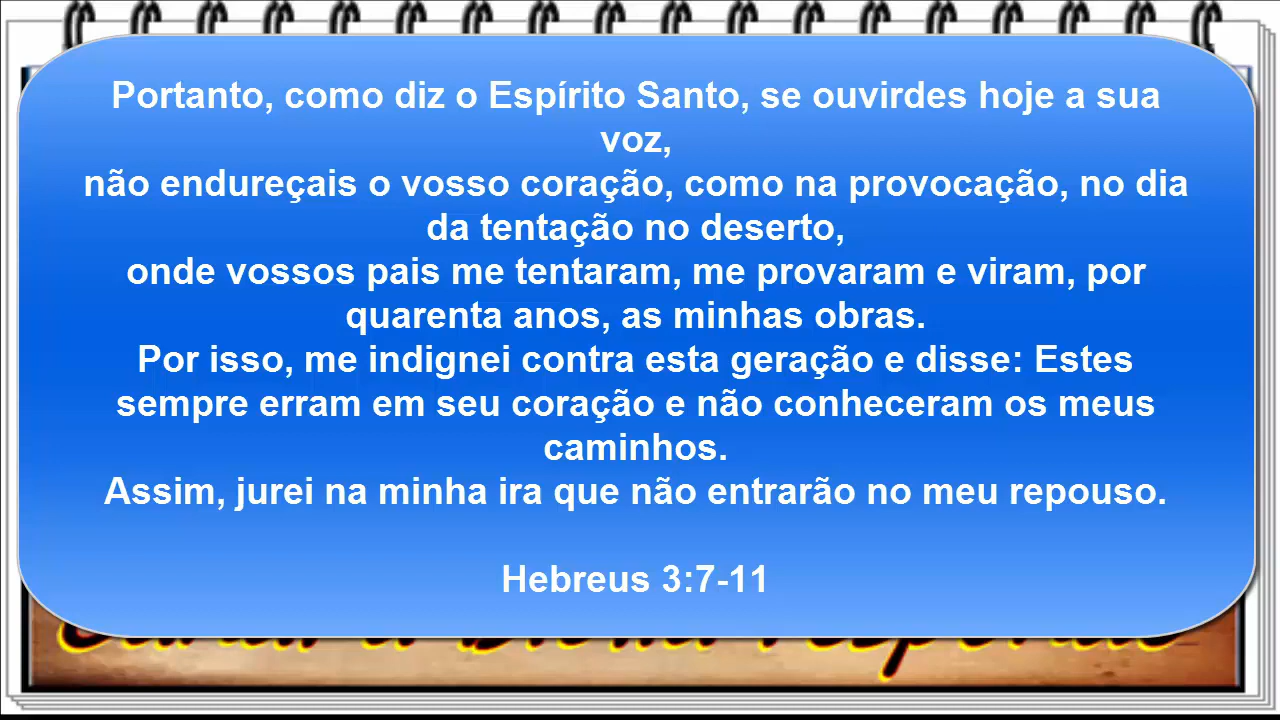 Portanto, como diz o Espírito Santo, se ouvirdes hoje a sua
voz,
não endureçais o vosso coração, como na provocação, no dia
da tentação no deserto,
onde vossos pais me tentaram, me provaram e viram, por
quarenta anos, as minhas obras.
Por isso, me indignei contra esta geração e disse: Estes
sempre erram em seu coração e não conheceram os meus
caminhos.
Assim, jurei na minha ira que não entrarão no meu repouso.
Hebreus 3:7-11